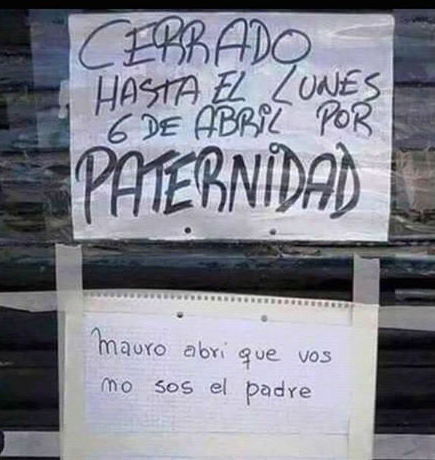 CERRADO
HASTA EL LUNES
6 DE ABRIL POR
PATERNIDAD
Mauro abri que vos
no sos el padre